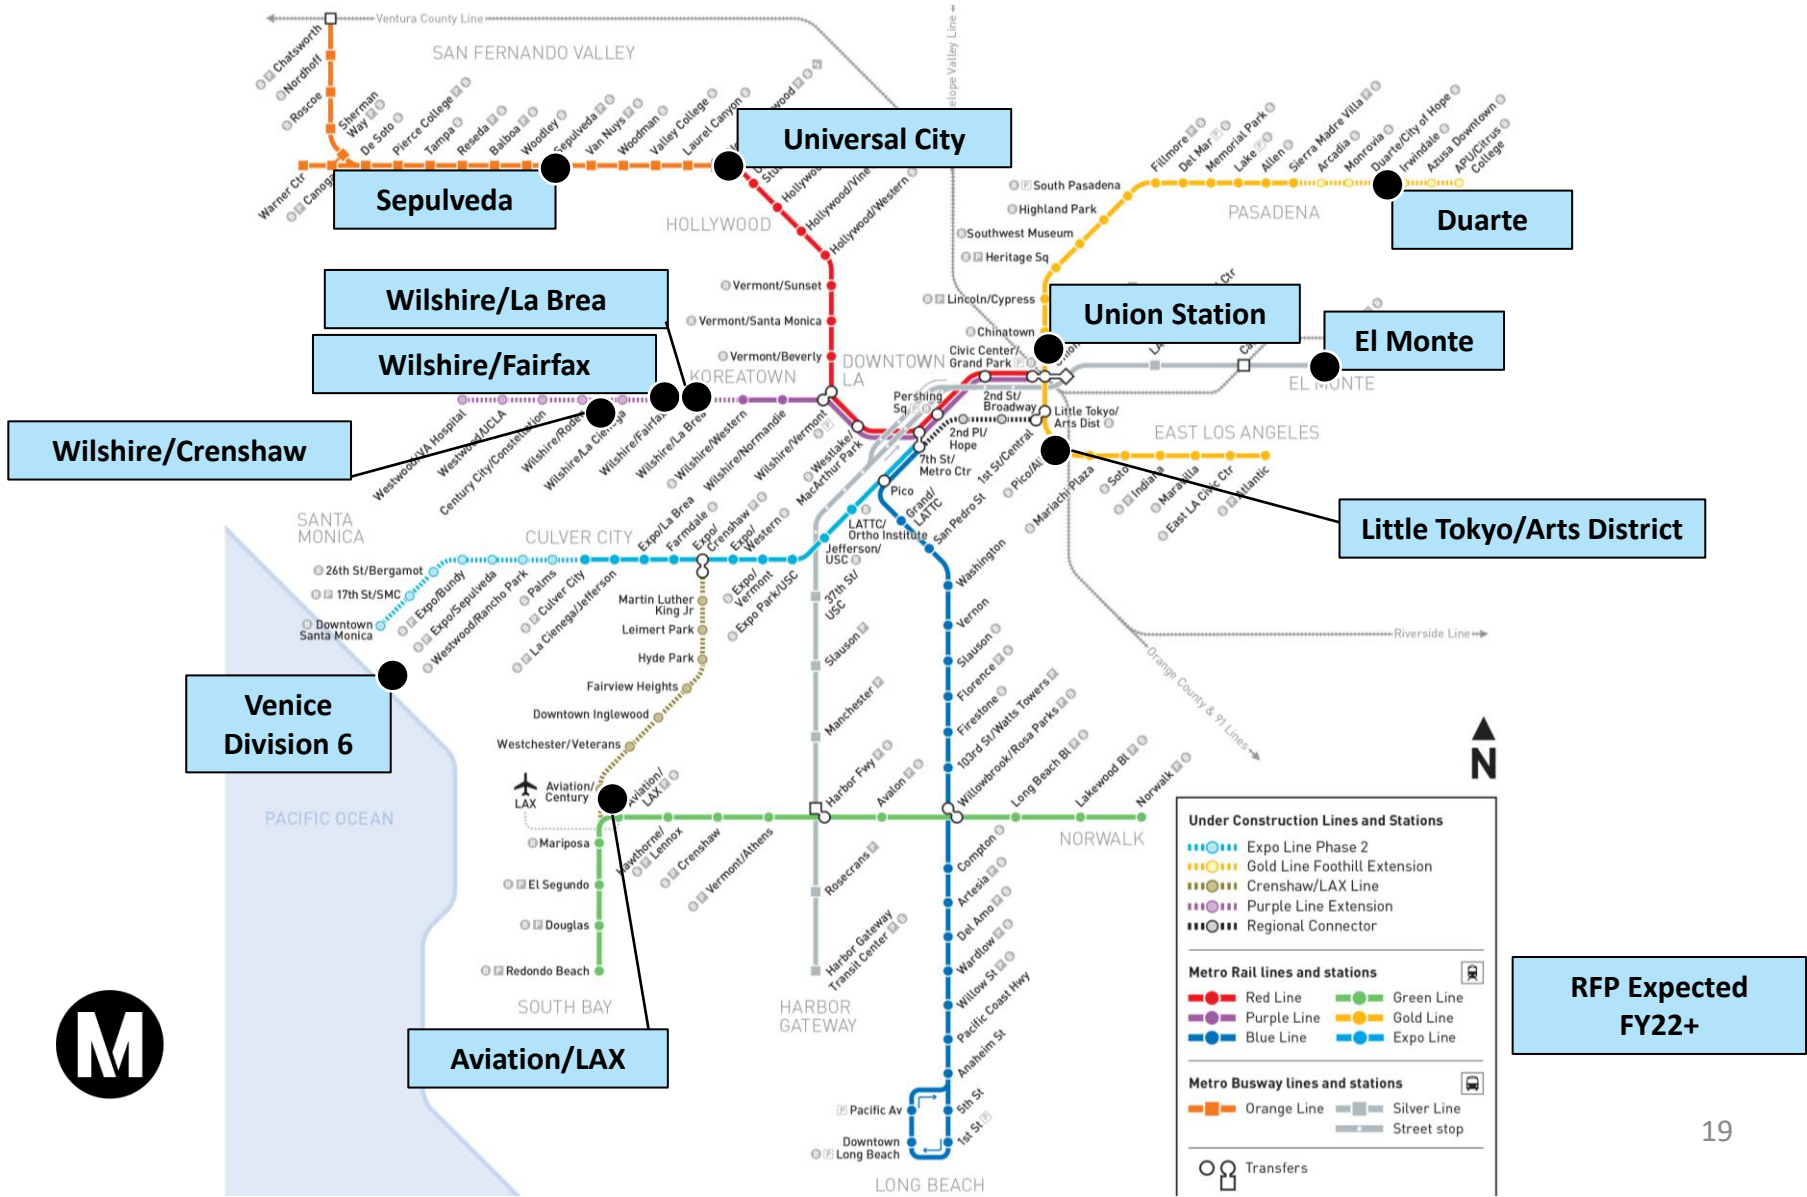 Ventura County Line
SAN FERNANDO VALLEY
Chatsworth
Nordhoff
Roscoe
Sherman
Way
Warner Ctr
De Soto
Pierce College
Tampa
Reseda
Balboa
Woodley
Sepulveda
Van Nuys
Woodman
Valley College
Laurel Canyon
Universal City
Sepulveda
HOLLYWOOD
Hollywood/Vine
Hollywood/Western
Vermont/Sunset
Vermont/Santa Monica
Vermont/Beverly
Fillmore
Del Mar
Memorial Park
Lake
Allen
Sierra Madre Villa
Arcadia
Monrovia
Duarte/City of Hope
Irwindale
Azusa Downtown
APU/Citrus
College
Duarte
PASADENA
South Pasadena
Highland Park
Southwest Museum
Heritage Sq
Lincoln/Cypress
Chinatown
Union Station
El Monte
EL MONTE
Wilshire/La Brea
Wilshire/Fairfax
Wilshire/Crenshaw
KOREATOWN
DOWNTOWN
LA
Civic Center/
Grand Park
Pershing
Sq
2nd St/
Broadway
Little Tokyo/
Arts Dist
2nd Pl/
Hope
7th St/
Metro Ctr
1st St/Central
Westwood/VA Hospital
Westwood/UCLA
Century City/Constellation
Wilshire/Rodeo
Wilshire/La Cienega
Wilshire/Fairfax
Wilshire/La Brea
Wilshire/Western
Wilshire/Normandie
Wilshire/Vermont
Westlake/
MacArthur Park
EAST LOS ANGELES
Mariachi Plaza
Soto
Indiana
Maravilla
East LA Civic Ctr
Atlantic
Little Tokyo/Arts District
SANTA
MONICA
CULVER CITY
26th St/Bergamot
17th St/SMC
Downtown
Santa Monica
Expo/Bundy
Expo/Sepulveda
Westwood/Rancho Park
Palms
Culver City
La Cienega/Jefferson
Expo/La Brea
Farmdale
Expo/
Crenshaw
Expo/
Western
Expo/
Vermont
Expo Park/USC
Jefferson/
USC
LATTC/
Ortho Institute
Pico
Grand/
LATTC
San Pedro St
Washington
Vernon
Slauson
Florence
Firestone
103rd St/Watts Towers
Willowbrook/Rosa Parks
37th St/
USC
Slauson
Manchester
Harbor Fwy
Avalon
Long Beach Bl
Lakewood Bl
Norwalk
NORWALK
Riverside Line
Orange County & 91 Lines
Martin Luther
King Jr
Leimert Park
Hyde Park
Fairview Heights
Downtown Inglewood
Westchester/Veterans
Venice
Division 6
PACIFIC OCEAN
LAX
Aviation/
Century
Aviation/
LAX
Mariposa
El Segundo
Douglas
Redondo Beach
Hawthorne/
Lennox
Crenshaw
Vermont/Athens
Rosecrans
Harbor Gateway
Transit Center
SOUTH BAY
HARBOR
GATEWAY
Aviation/LAX
Compton
Artesia
Del Amo
Wardlow
Willow St
Pacific Coast Hwy
Anaheim St
5th St
1st St
Pacific Av
Downtown
Long Beach
LONG BEACH
M
N
Under Construction Lines and Stations
Expo Line Phase 2
Gold Line Foothill Extension
Crenshaw/LAX Line
Purple Line Extension
Regional Connector
Metro Rail lines and stations
Red Line
Green Line
Purple Line
Gold Line
Blue Line
Expo Line
Metro Busway lines and stations
Orange Line
Silver Line
Street stop
Transfers
RFP Expected
FY22+
19